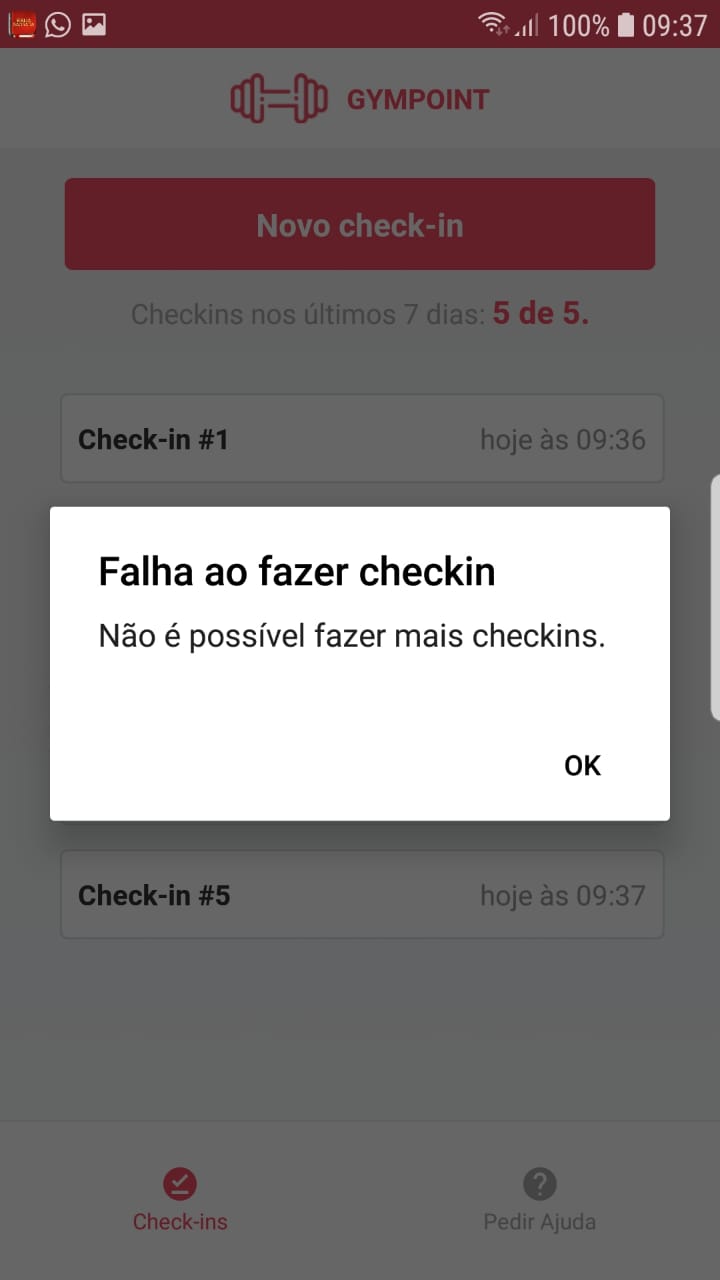 100% 09:37
GYMPOINT
Novo check-in
Checkins nos últimos 7 dias: 5 de 5.
Check-in #1 hoje às 09:36
Falha ao fazer checkin
Não é possível fazer mais checkins.
OK
Check-in #5 hoje às 09:37
Check-ins Pedir Ajuda